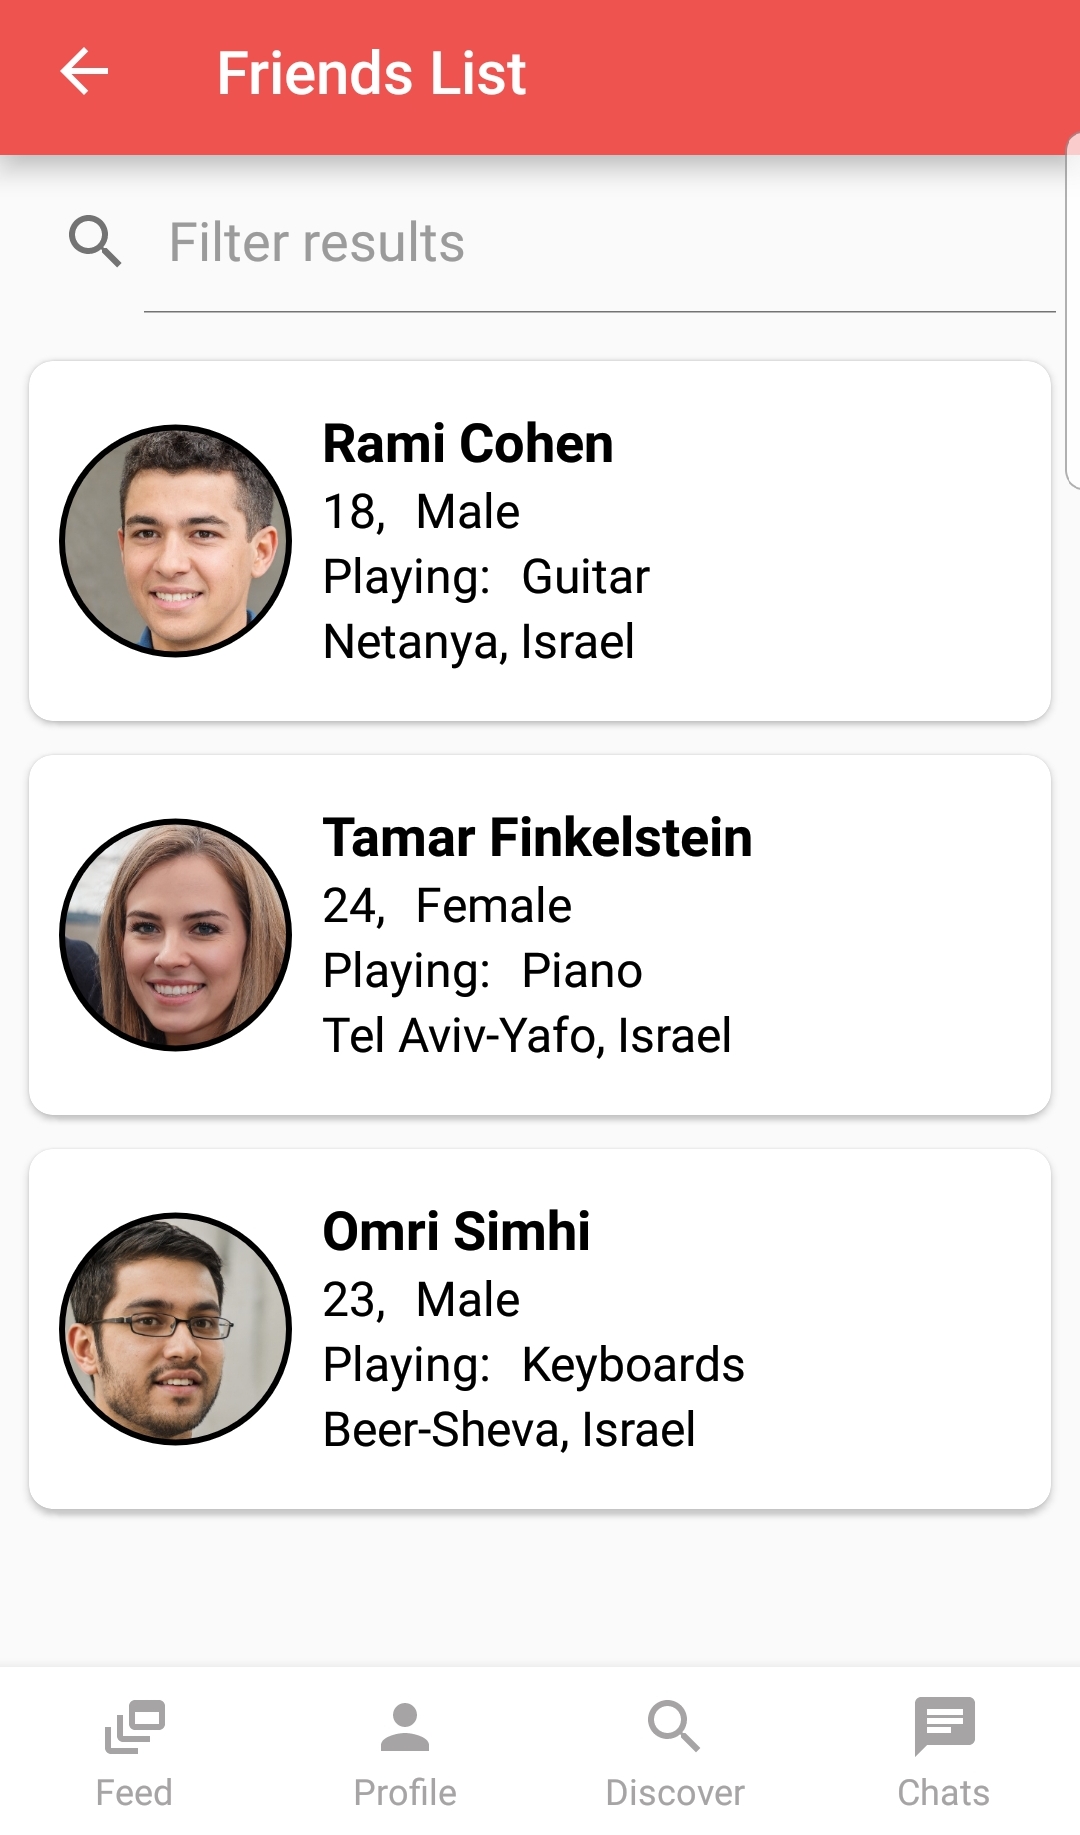 Friends List
Filter results
Rami Cohen
18, Male
Playing: Guitar
Netanya, Israel
Tamar Finkelstein
24, Female
Playing: Piano
Tel Aviv-Yafo, Israel
Omri Simhi
23, Male
Playing: Keyboards
Beer-Sheva, Israel
Feed Profile Discover Chats